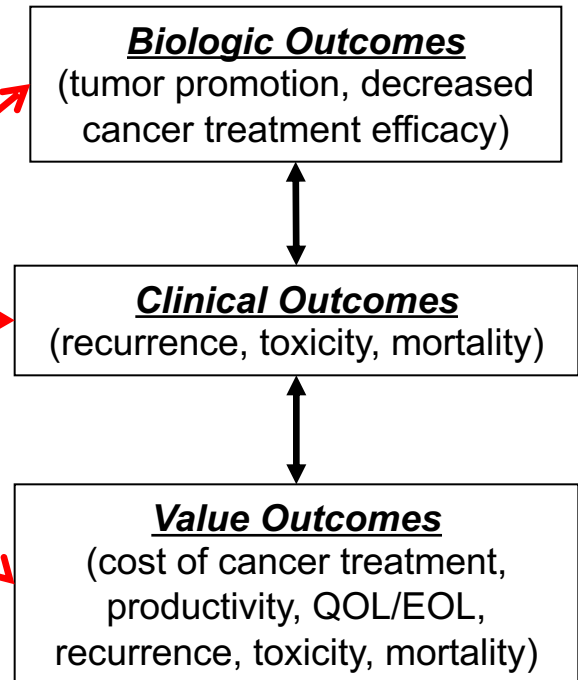 Biologic Outcomes
(tumor promotion, decreased
cancer treatment efficacy)
Clinical Outcomes
(recurrence, toxicity, mortality)
Value Outcomes
(cost of cancer treatment,
productivity, QOL/EOL,
recurrence, toxicity, mortality)